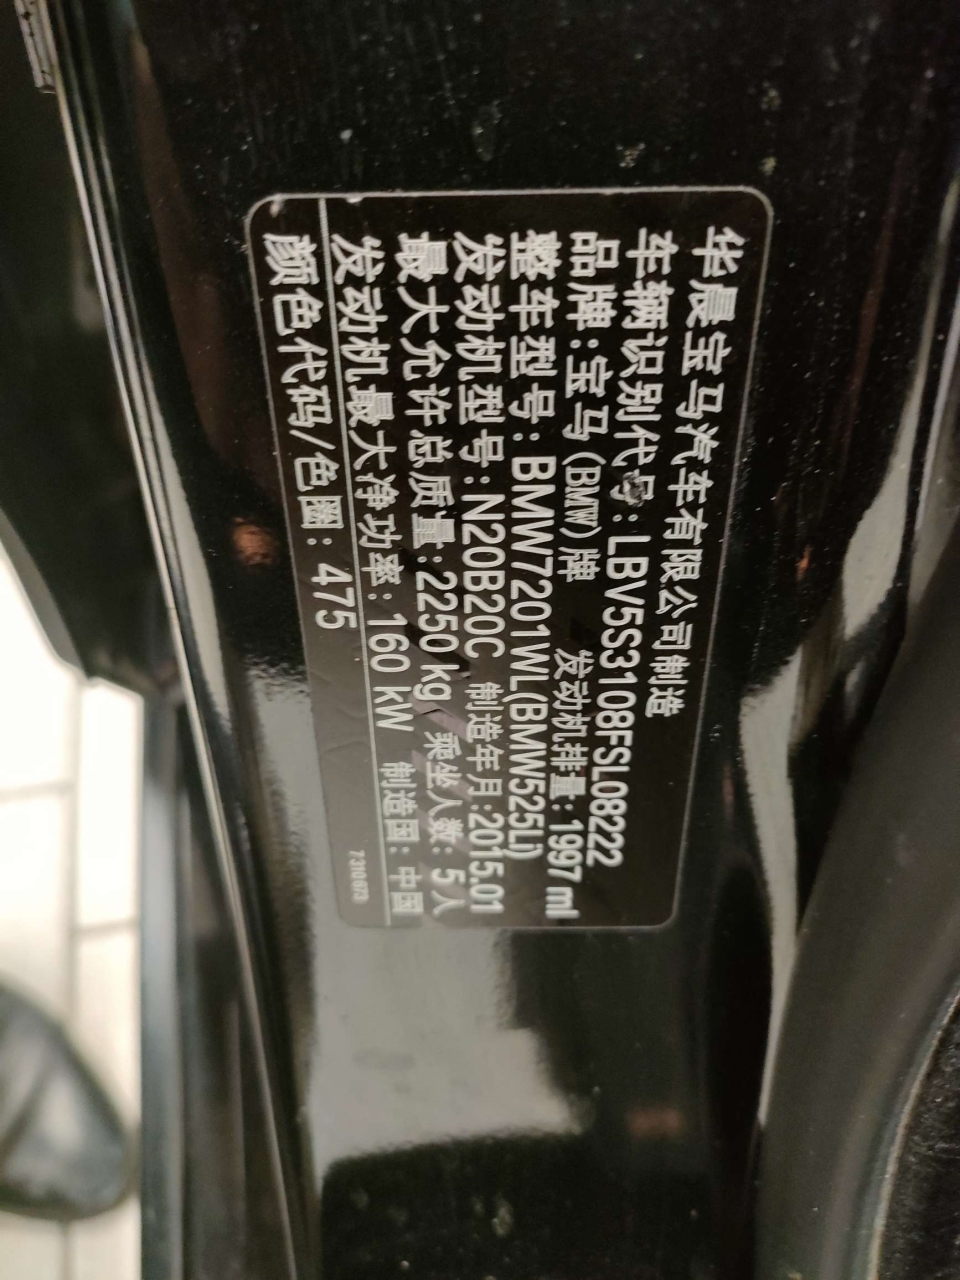 华晨宝马汽车有限公司制造
车辆识别代号:LBV5S3108FSL08222
品牌:宝马(BMW)牌 发动机排量:1997 ml
整车型号:BMW7201WL(BMW525Li)
发动机型号:N20B20C 制造年月:2015.01
最大允许总质量:2250 kg 乘坐人数:5人
发动机最大净功率:160 kW 制造国:中国
颜色代码/色圈:475
7310673